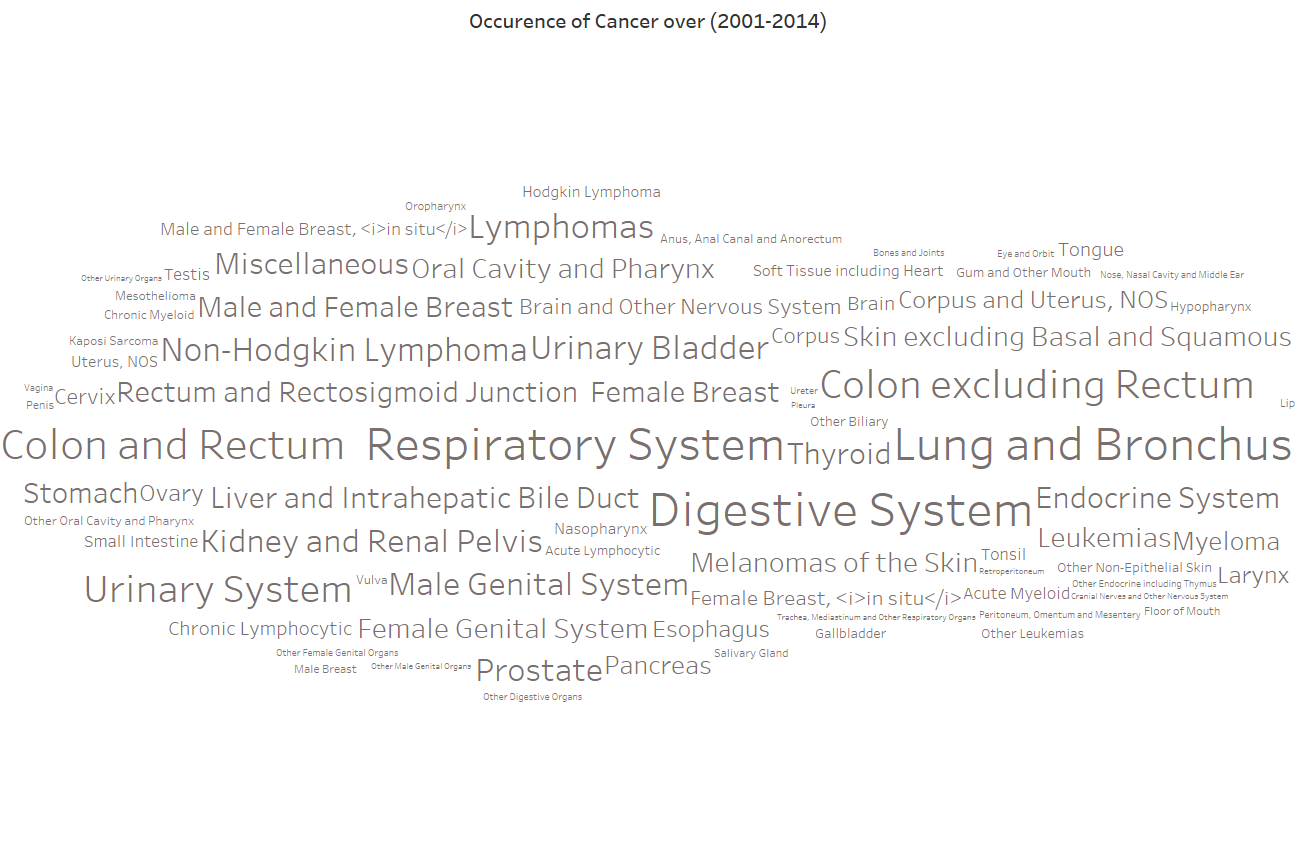 Occurence of Cancer over (2001-2014)
Hodgkin Lymphoma
Oropharynx
Male and Female Breast, <i>in situ</i>
Lymphomas
Anus, Anal Canal and Anorectum
Bones and Joints
Eye and Orbit
Tongue
Other Urinary Organs
Testis
Miscellaneous
Oral Cavity and Pharynx
Soft Tissue including Heart
Gum and Other Mouth
Nose, Nasal Cavity and Middle Ear
Mesothelioma
Chronic Myeloid
Male and Female Breast
Brain and Other Nervous System
Brain
Corpus and Uterus, NOS
Hypopharynx
Kaposi Sarcoma
Uterus, NOS
Non-Hodgkin Lymphoma
Urinary Bladder
Corpus
Skin excluding Basal and Squamous
Vagina
Penis
Cervix
Rectum and Rectosigmoid Junction
Female Breast
Ureter
Pleura
Colon excluding Rectum
Lip
Other Biliary
Colon and Rectum
Respiratory System
Thyroid
Lung and Bronchus
Stomach
Ovary
Liver and Intrahepatic Bile Duct
Digestive System
Endocrine System
Other Oral Cavity and Pharynx
Small Intestine
Kidney and Renal Pelvis
Nasopharynx
Acute Lymphocytic
Leukemias
Myeloma
Melanomas of the Skin
Tonsil
Retroperitoneum
Other Non-Epithelial Skin
Larynx
Urinary System
Vulva
Male Genital System
Other Endocrine including Thymus
Female Breast, <i>in situ</i>
Acute Myeloid
Cranial Nerves and Other Nervous System
Trachea, Mediastinum and Other Respiratory Organs
Peritoneum, Omentum and Mesentery
Floor of Mouth
Chronic Lymphocytic
Female Genital System
Esophagus
Gallbladder
Other Leukemias
Other Female Genital Organs
Salivary Gland
Male Breast
Other Male Genital Organs
Prostate
Pancreas
Other Digestive Organs